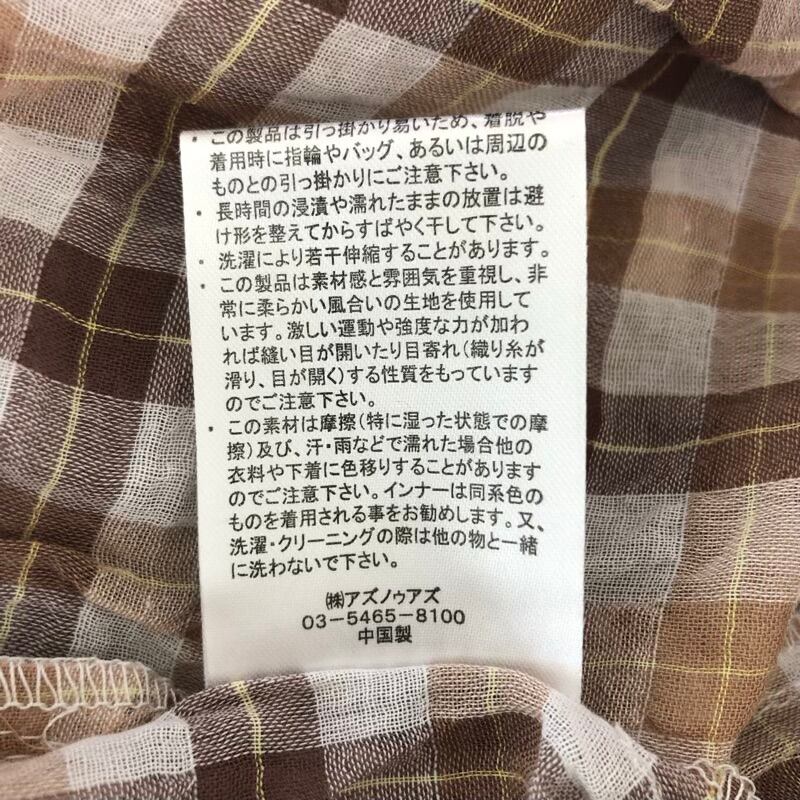 ・この製品は引っ掛かり易いため、着脱や
着用時に指輪やバッグ、あるいは周辺の
ものとの引っ掛かりにご注意下さい。
・長時間の浸漬や濡れたままの放置は避
け形を整えてからすばやく干して下さい。
・洗濯により若干伸縮することがあります。
・この製品は素材感と雰囲気を重視し、非
常に柔らかい風合いの生地を使用して
います。激しい運動や強度な力が加わ
れば縫い目が開いたり目寄れ(織り糸が
滑り、目が開く)する性質をもっています
のでご注意下さい。
・この素材は摩擦(特に湿った状態での摩
擦)及び、汗・雨などで濡れた場合他の
衣料や下着に色移りすることがあります
のでご注意下さい。インナーは同系色の
ものを着用される事をお勧めします。又、
洗濯・クリーニングの際は他の物と一緒
に洗わないで下さい。
㈱アズノゥアズ
03-5465-8100
中国製